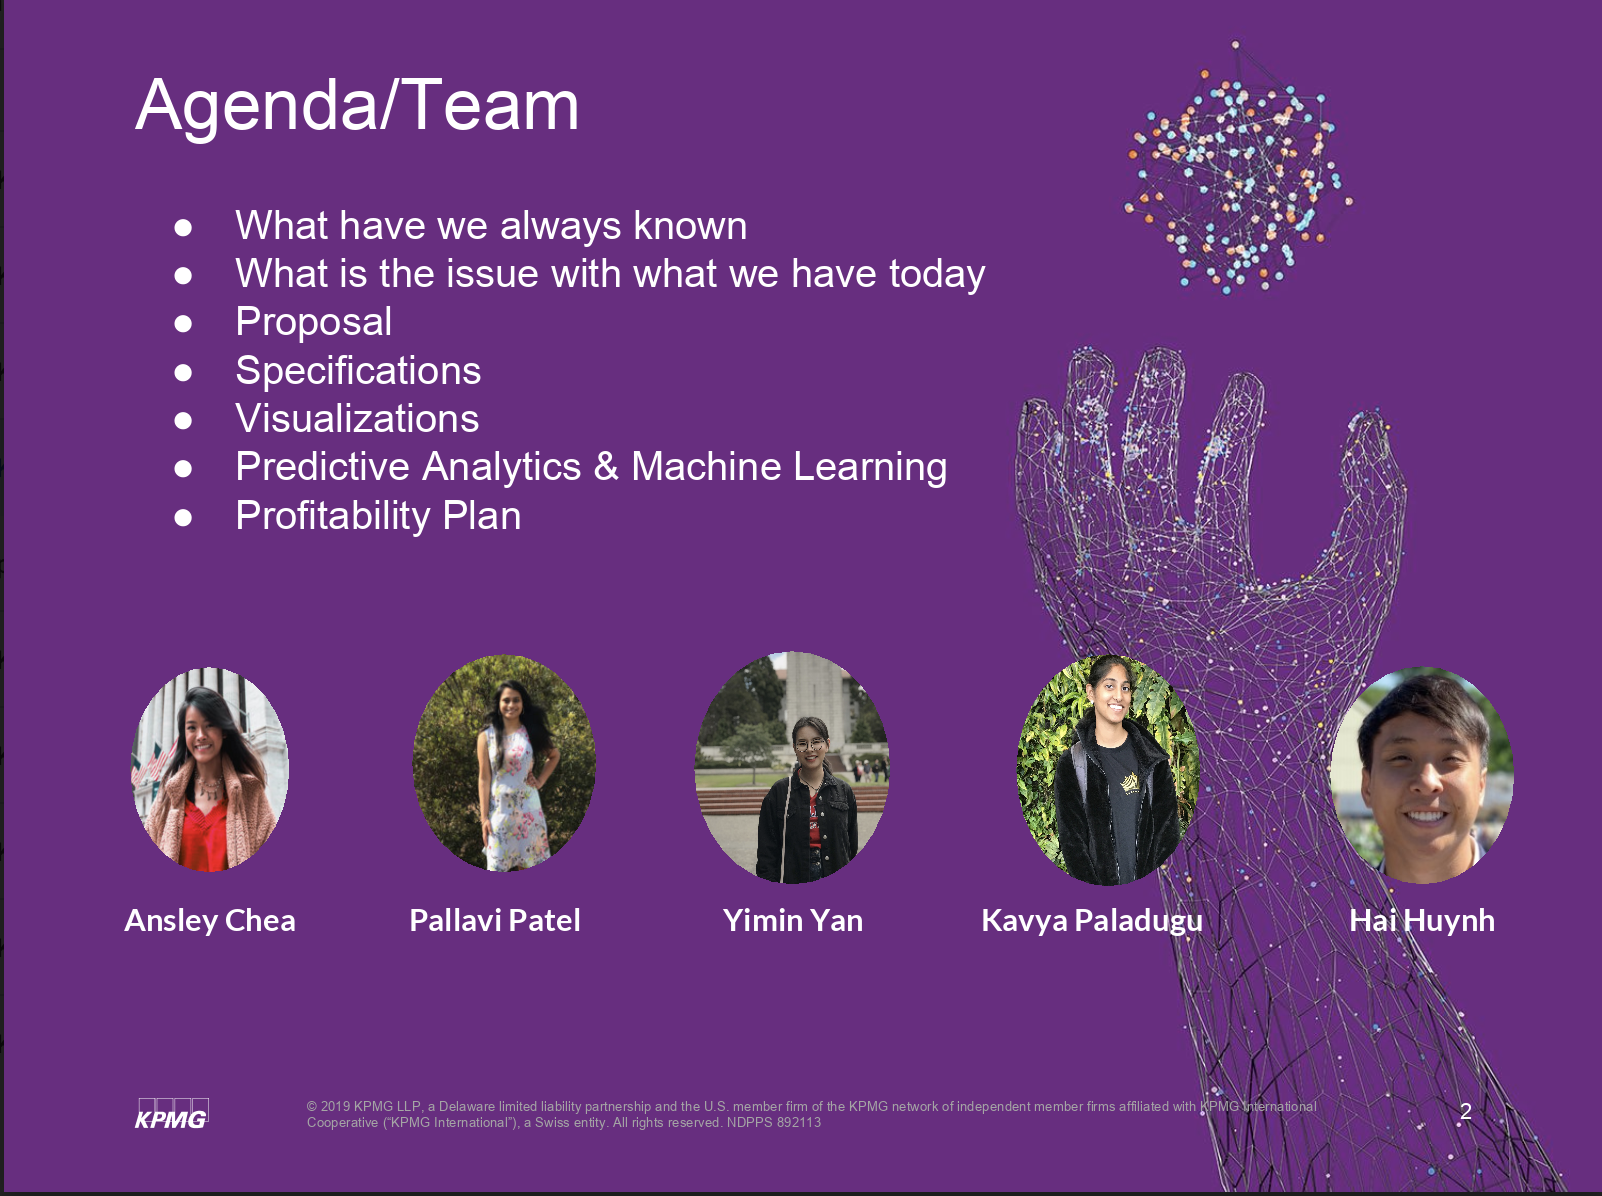 Agenda/Team
● What have we always known
● What is the issue with what we have today
● Proposal
● Specifications
● Visualizations
● Predictive Analytics & Machine Learning
● Profitability Plan
Ansley Chea
Pallavi Patel
Yimin Yan
Kavya Paladugu
Hai Huynh
KPMG
© 2019 KPMG LLP, a Delaware limited liability partnership and the U.S. member firm of the KPMG network of independent member firms affiliated with KPMG International
Cooperative (“KPMG International”), a Swiss entity. All rights reserved. NDPPS 892113
2